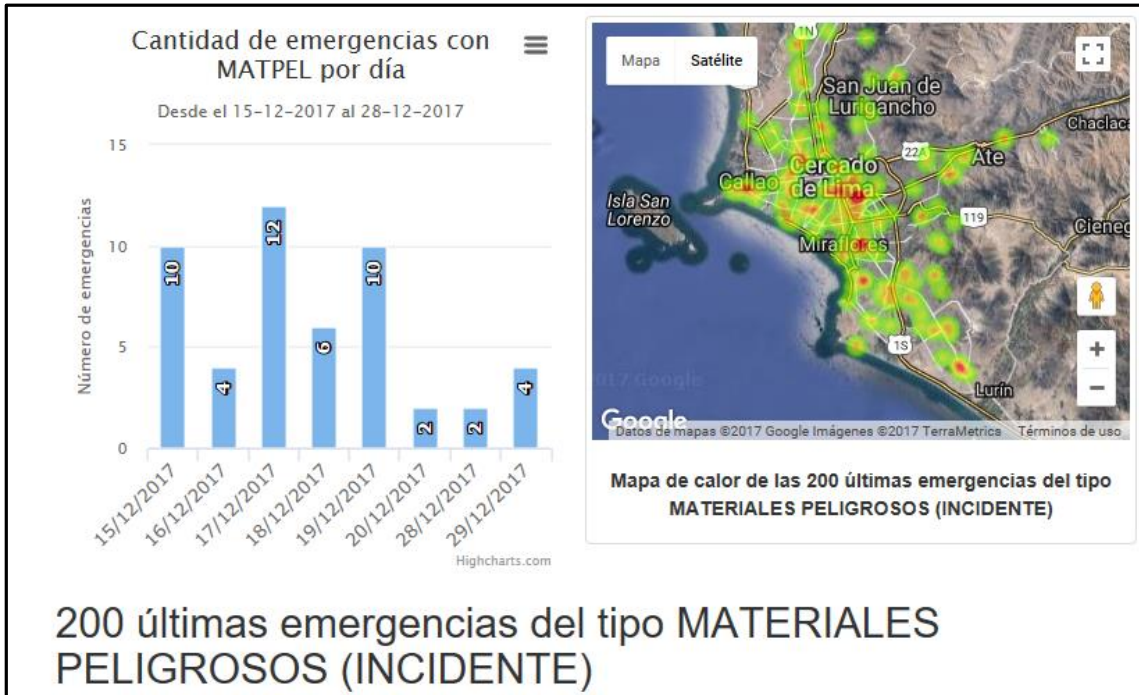 Cantidad de emergencias con
MATPEL por día
Desde el 15-12-2017 al 28-12-2017
Número de emergencias
15
10
5
0
10
4
12
6
10
2
2
4
15/12/2017
16/12/2017
17/12/2017
18/12/2017
19/12/2017
20/12/2017
28/12/2017
29/12/2017
Highcharts.com
Mapa
Satélite
1N
San Juan de
Lurigancho
Chaclaca
22A
Ate
Cercado
de Lima
Callao
Isla San
Lorenzo
119
Cieneg
Miraflores
1S
Lurín
+
−
2017 Google
Google
Datos de mapas ©2017 Google Imágenes ©2017 TerraMetrics
Términos de uso
Mapa de calor de las 200 últimas emergencias del tipo
MATERIALES PELIGROSOS (INCIDENTE)
200 últimas emergencias del tipo MATERIALES
PELIGROSOS (INCIDENTE)